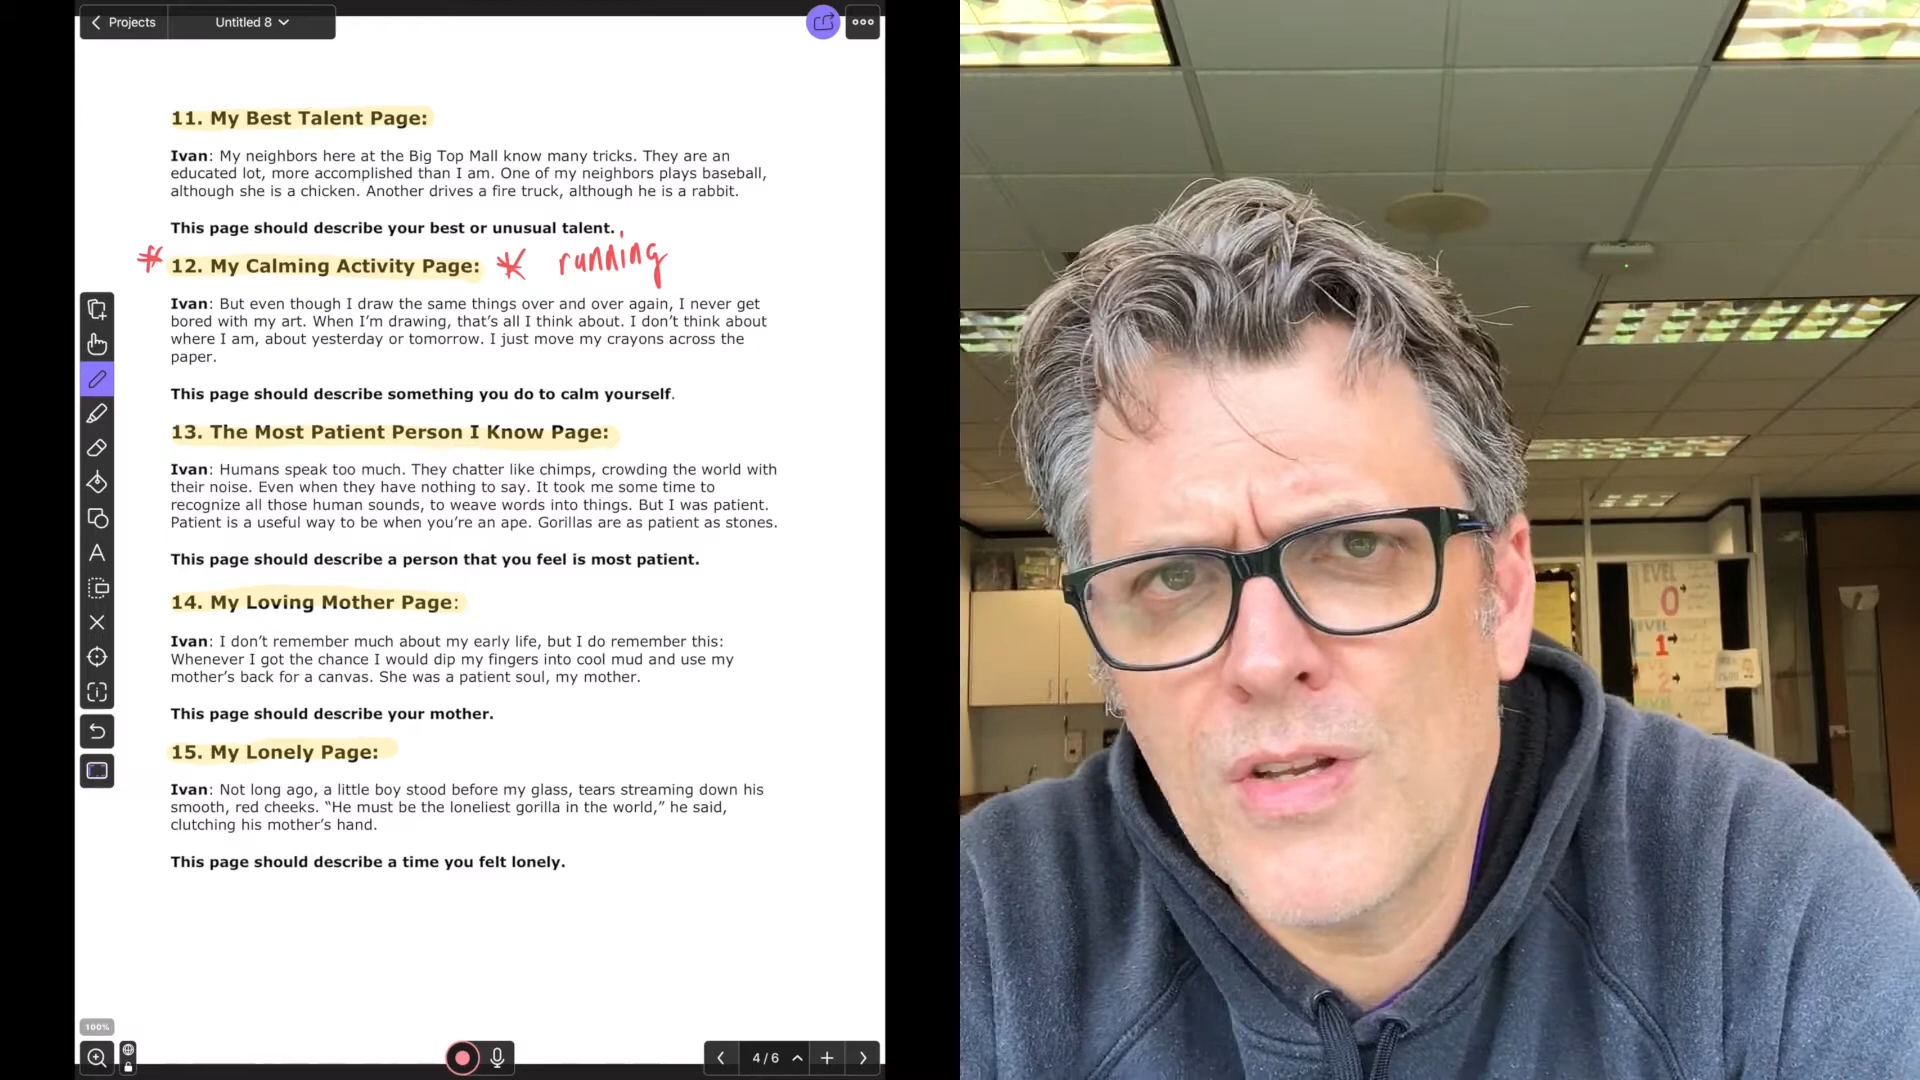 Projects
Untitled 8
11. My Best Talent Page:
Ivan: My neighbors here at the Big Top Mall know many tricks. They are an
educated lot, more accomplished than I am. One of my neighbors plays baseball,
although she is a chicken. Another drives a fire truck, although he is a rabbit.
This page should describe your best or unusual talent.
* 12. My Calming Activity Page: * running
Ivan: But even though I draw the same things over and over again, I never get
bored with my art. When I’m drawing, that’s all I think about. I don’t think about
where I am, about yesterday or tomorrow. I just move my crayons across the
paper.
This page should describe something you do to calm yourself.
13. The Most Patient Person I Know Page:
Ivan: Humans speak too much. They chatter like chimps, crowding the world with
their noise. Even when they have nothing to say. It took me some time to
recognize all those human sounds, to weave words into things. But I was patient.
Patient is a useful way to be when you’re an ape. Gorillas are as patient as stones.
This page should describe a person that you feel is most patient.
14. My Loving Mother Page:
Ivan: I don’t remember much about my early life, but I do remember this:
Whenever I got the chance I would dip my fingers into cool mud and use my
mother’s back for a canvas. She was a patient soul, my mother.
This page should describe your mother.
15. My Lonely Page:
Ivan: Not long ago, a little boy stood before my glass, tears streaming down his
smooth, red cheeks. “He must be the loneliest gorilla in the world,” he said,
clutching his mother’s hand.
This page should describe a time you felt lonely.
100%
4/6
0
1
2